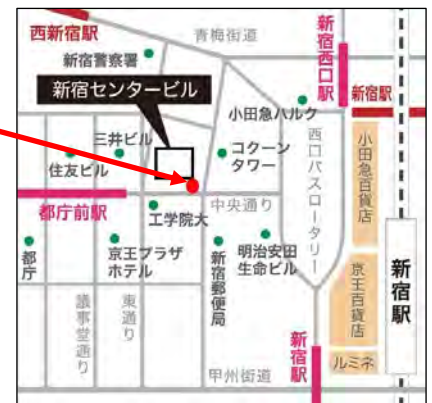 西新宿駅
青梅街道
新宿西口駅
新宿警察署
新宿センタービル
小田急ハルク
新宿駅
三井ビル
コクーン
タワー
住友ビル
西口バスロータリー
小田急百貨店
都庁前駅
中央通り
工学院大
都庁
京王プラザ
ホテル
新宿郵便局
明治安田
生命ビル
京王百貨店
新宿駅
議事堂通り
東通り
新宿駅
ルミネ
甲州街道